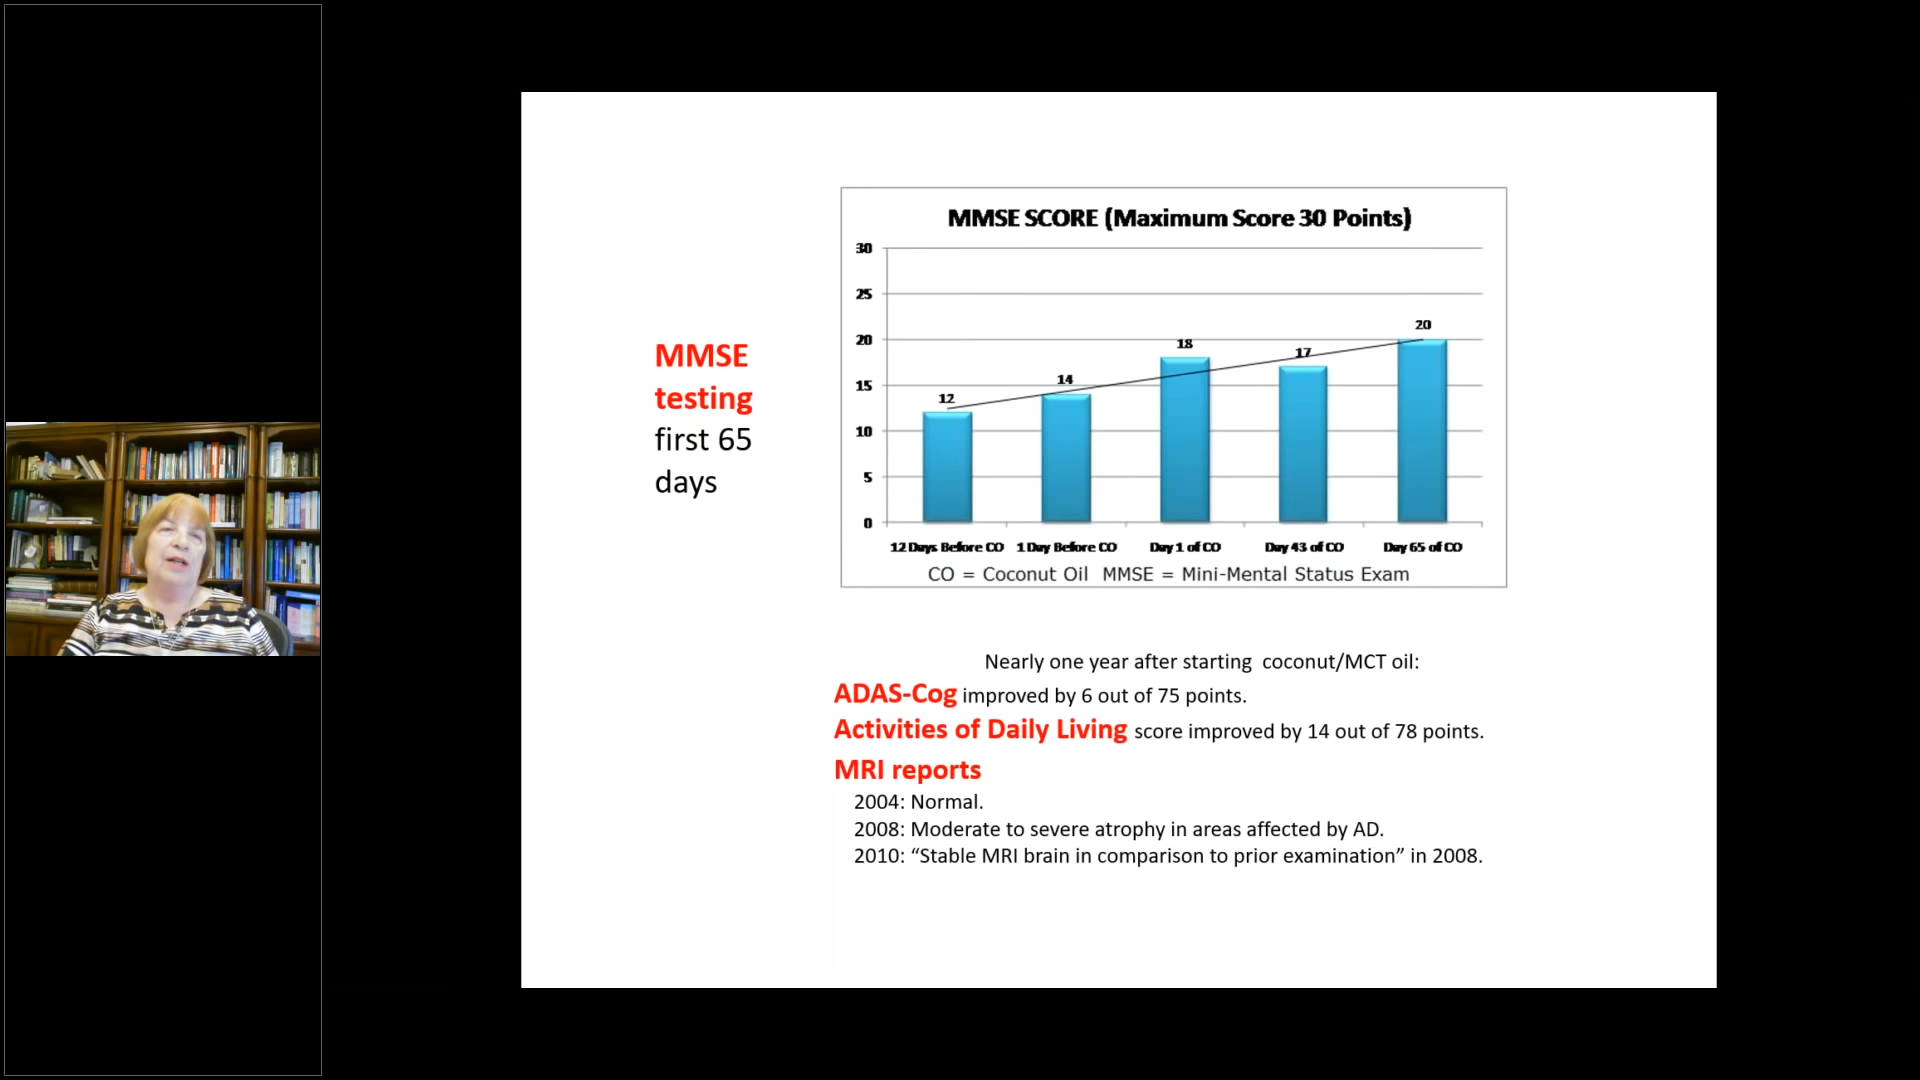 MMSE
testing
first 65
days
MMSE SCORE (Maximum Score 30 Points)
30
25
20
15
10
5
0
12
14
18
17
20
12 Days Before CO
1 Day Before CO
Day 1 of CO
Day 43 of CO
Day 65 of CO
CO = Coconut Oil MMSE = Mini-Mental Status Exam
Nearly one year after starting coconut/MCT oil:
ADAS-Cog improved by 6 out of 75 points.
Activities of Daily Living score improved by 14 out of 78 points.
MRI reports
2004: Normal.
2008: Moderate to severe atrophy in areas affected by AD.
2010: “Stable MRI brain in comparison to prior examination” in 2008.